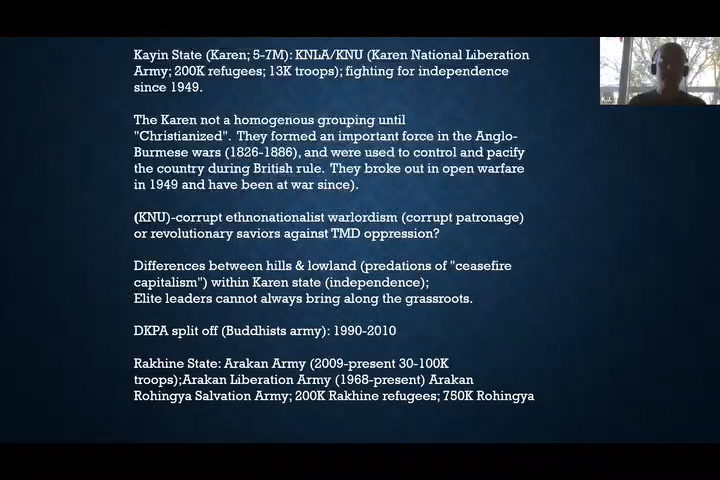 Kayin State (Karen; 5-7M): KNLA/KNU (Karen National Liberation
Army; 200K refugees; 13K troops); fighting for independence
since 1949.
The Karen not a homogenous grouping until
"Christianized". They formed an important force in the Anglo-
Burmese wars (1826-1886), and were used to control and pacify
the country during British rule. They broke out in open warfare
in 1949 and have been at war since).
(KNU)-corrupt ethnonationalist warlordism (corrupt patronage)
or revolutionary saviors against TMD oppression?
Differences between hills & lowland (predations of "ceasefire
capitalism") within Karen state (independence);
Elite leaders cannot always bring along the grassroots.
DKPA split off (Buddhists army): 1990-2010
Rakhine State: Arakan Army (2009-present 30-100K
troops);Arakan Liberation Army (1968-present) Arakan
Rohingya Salvation Army; 200K Rakhine refugees; 750K Rohingya